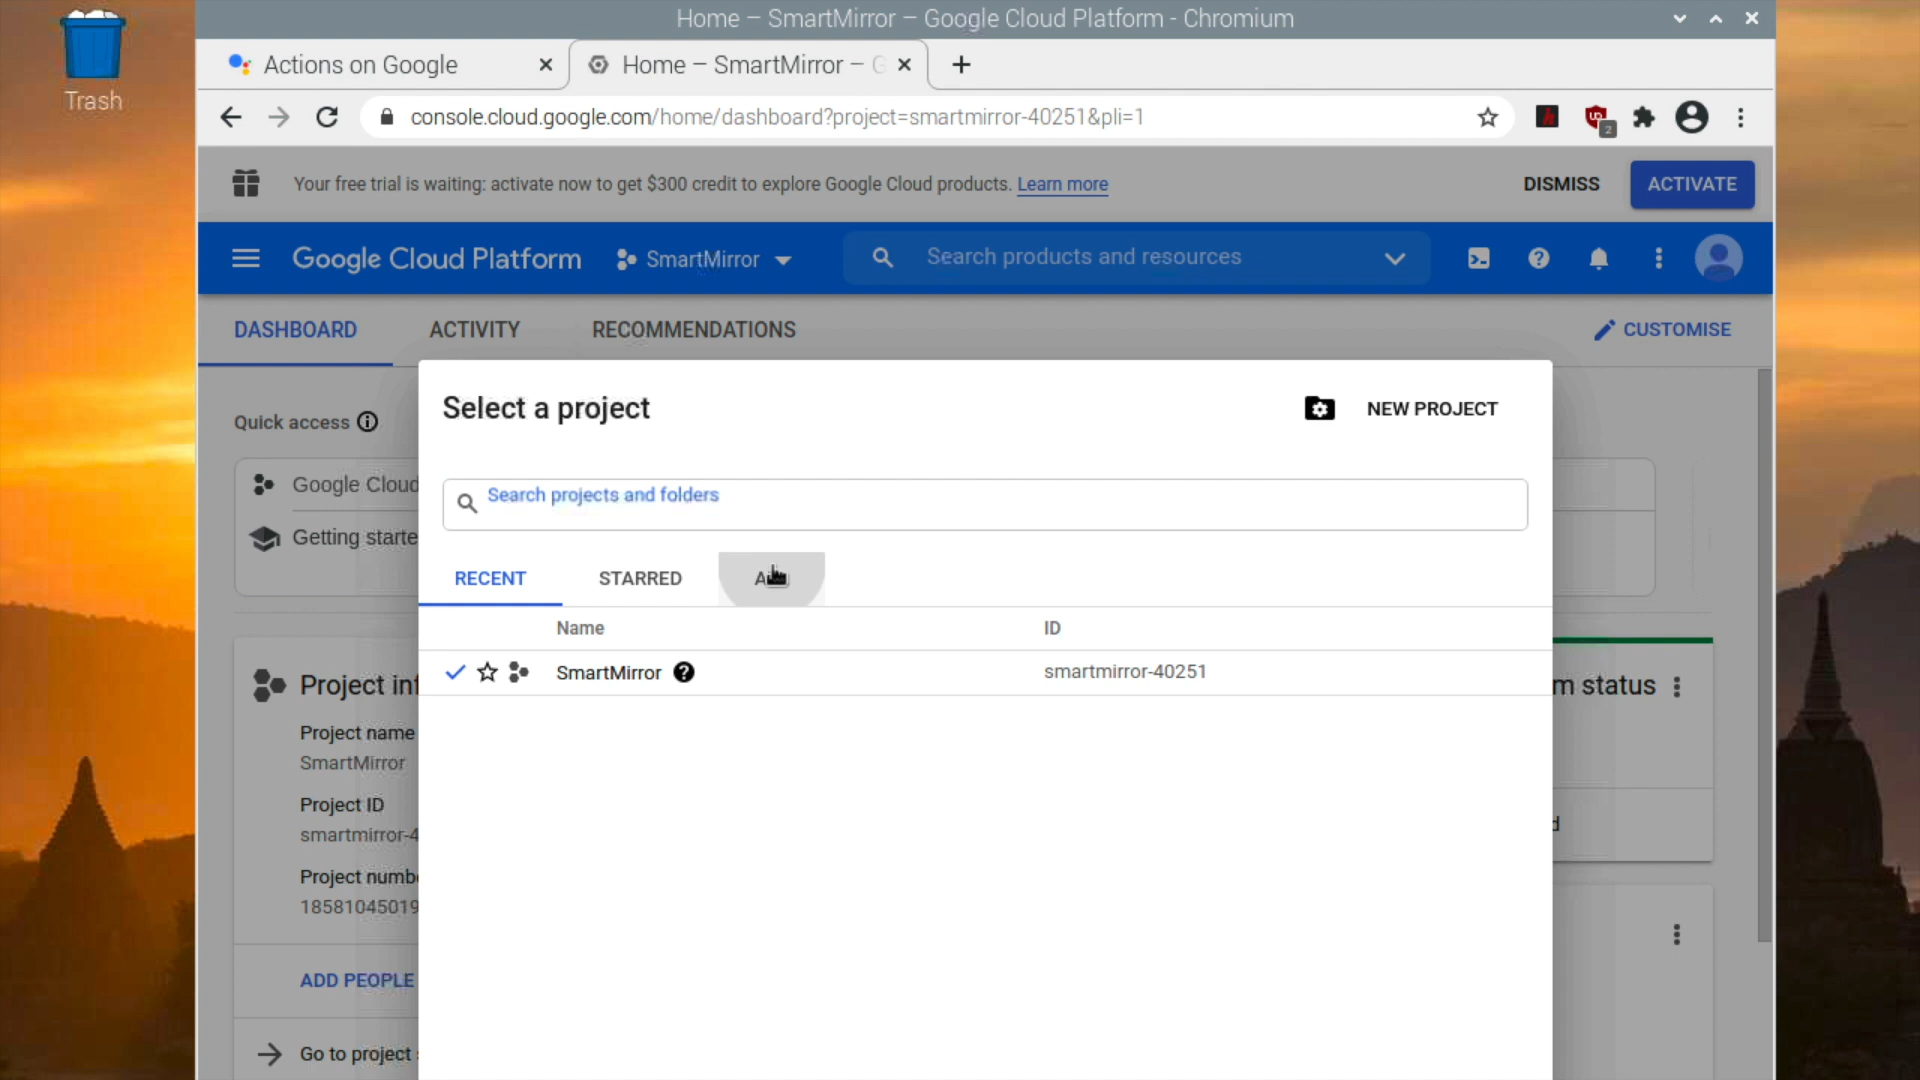 Trash
Home – SmartMirror – Google Cloud Platform - Chromium
Actions on Google
Home – SmartMirror – G
console.cloud.google.com/home/dashboard?project=smartmirror-40251&pli=1
2
Your free trial is waiting: activate now to get $300 credit to explore Google Cloud products. Learn more
DISMISS
ACTIVATE
Google Cloud Platform
SmartMirror
Search products and resources
DASHBOARD
ACTIVITY
RECOMMENDATIONS
CUSTOMISE
Select a project
NEW PROJECT
Quick access
Search projects and folders
Google Cloud
Getting starte
RECENT
STARRED
Name
ID
SmartMirror
smartmirror-40251
Project inf
m status
Project name
SmartMirror
Project ID
smartmirror-4
d
Project numbe
18581045019
ADD PEOPLE
Go to project s